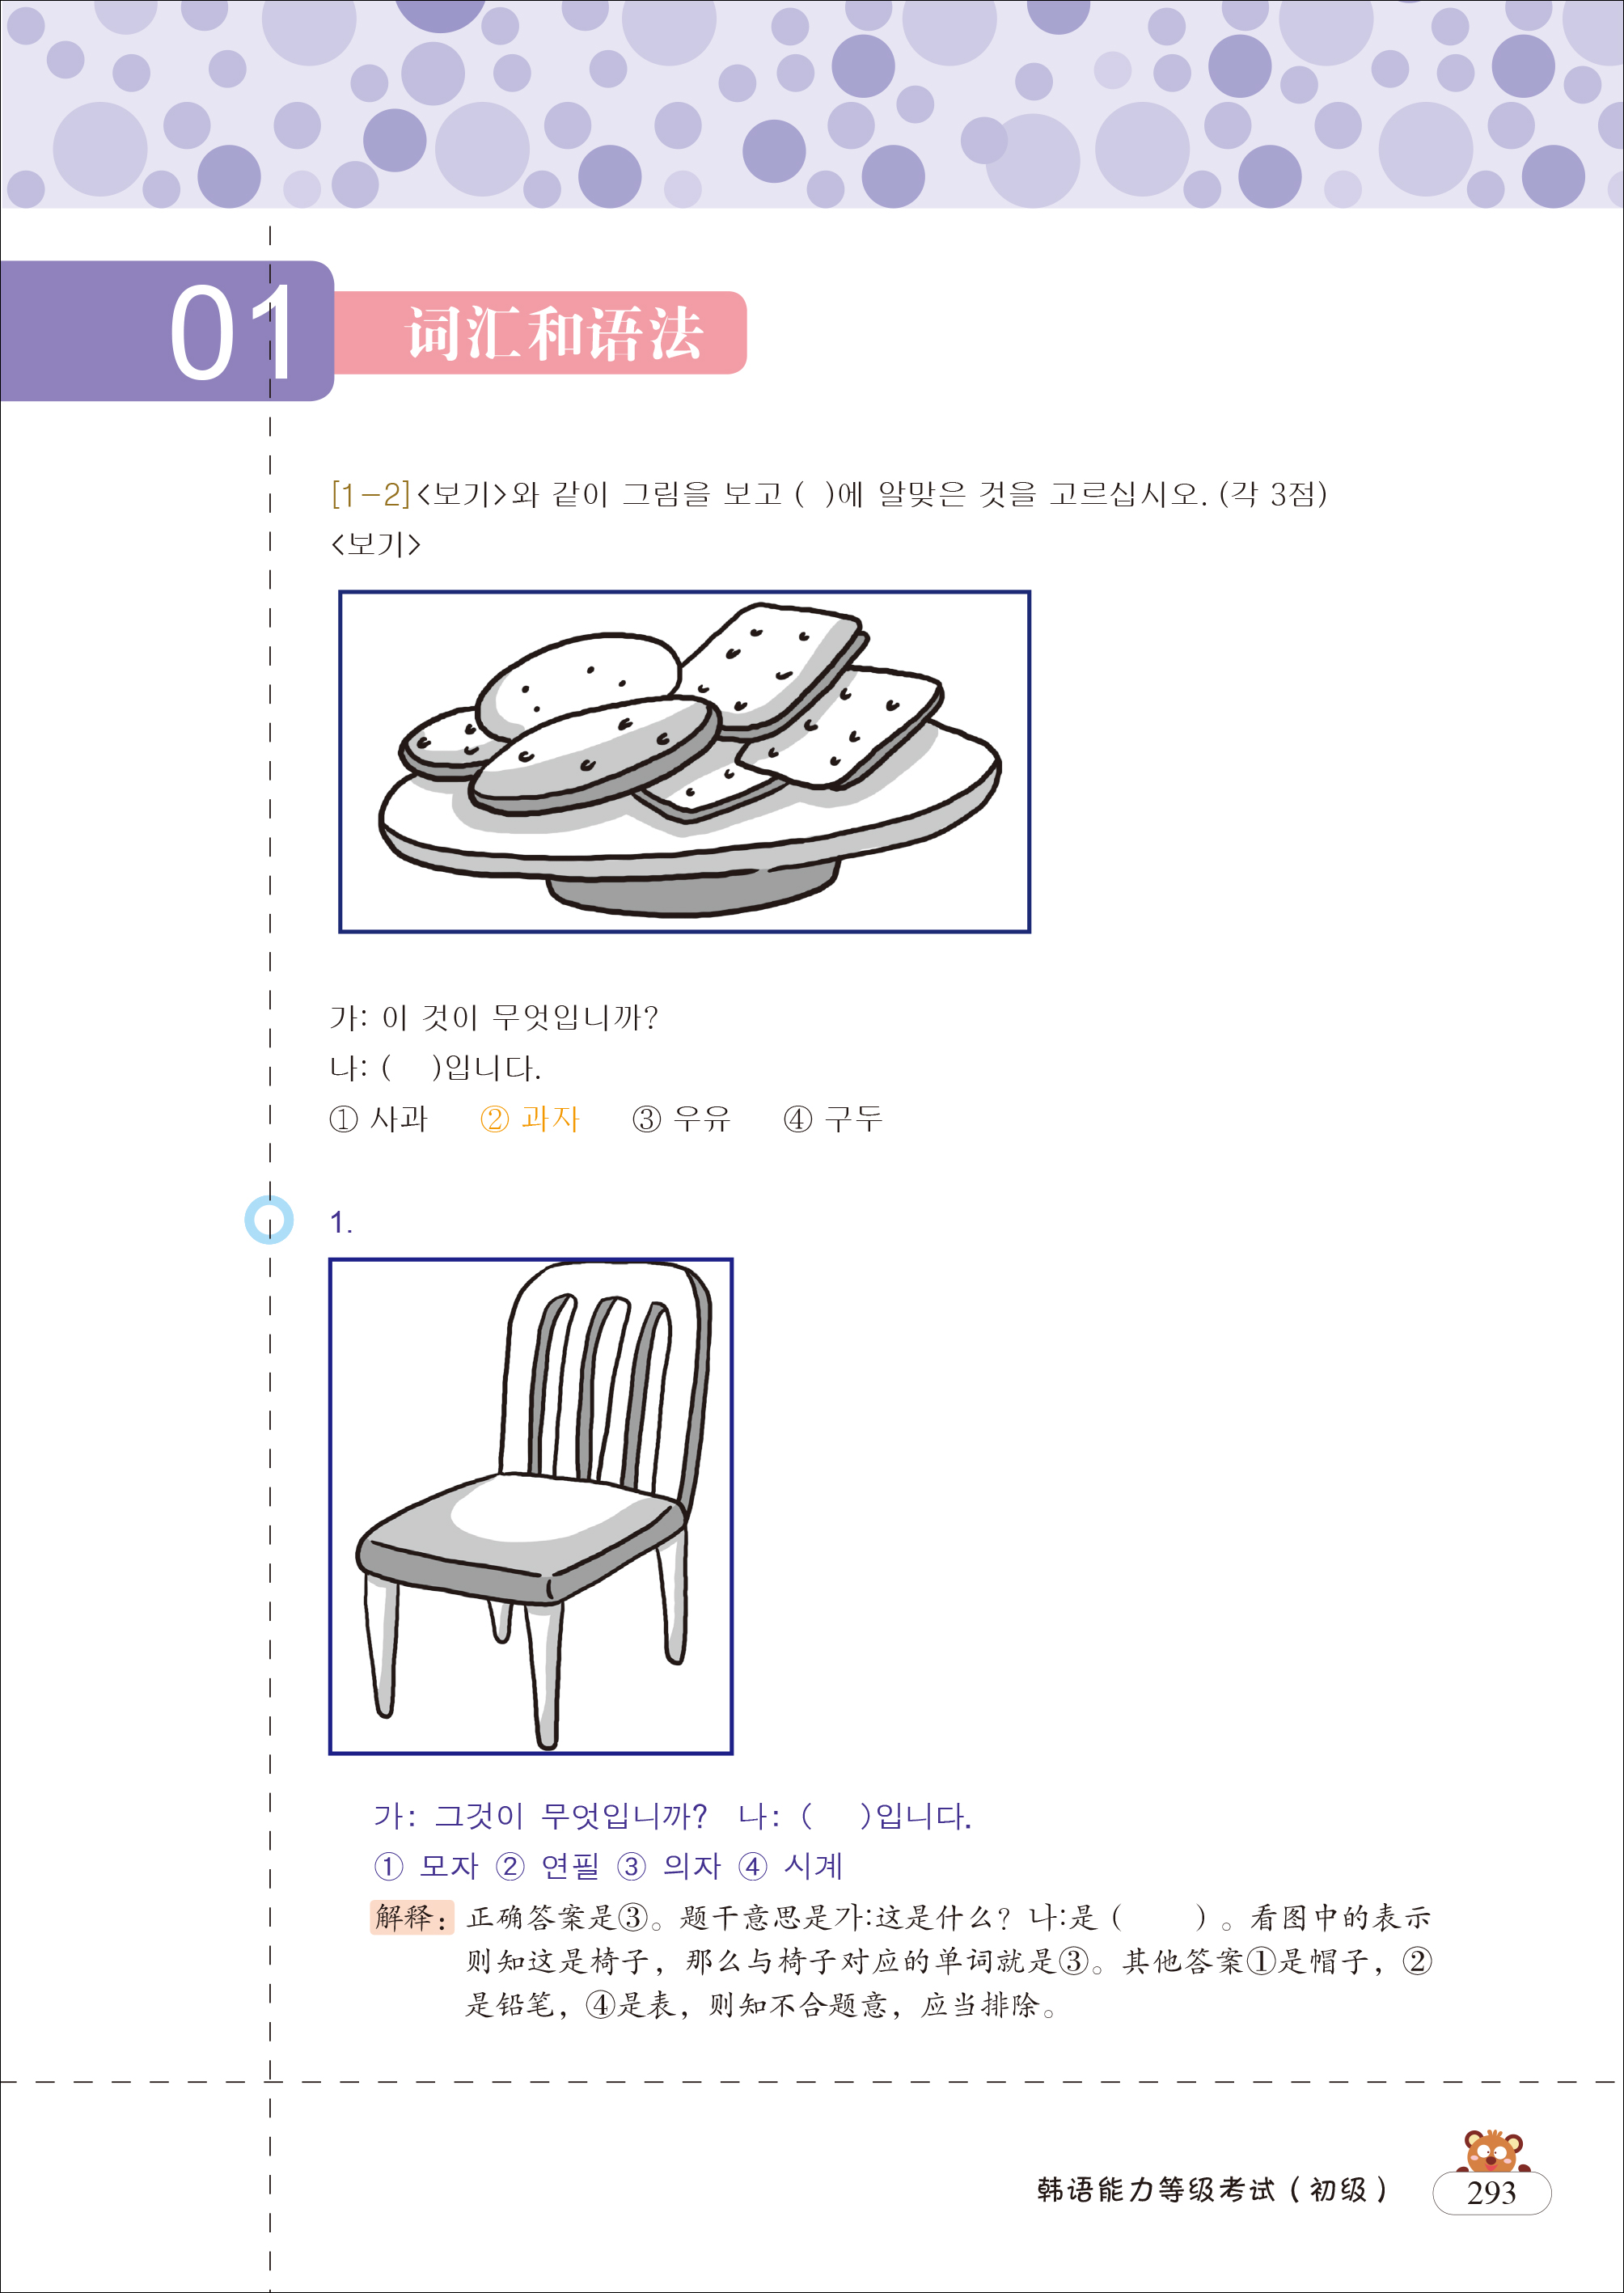 01
词汇和语法
[1－2]<보기>와 같이 그림을 보고 (  )에 알맞은 것을 고르십시오. (각 3점)
<보기>
가: 이 것이 무엇입니까?
나: (    )입니다.
① 사과 ② 과자 ③ 우유 ④ 구두
1.
가: 그것이 무엇입니까? 나: (    )입니다.
① 모자 ② 연필 ③ 의자 ④ 시계
解释: 正确答案是③。题干意思是가:这是什么? 나:是 (    ) 。看图中的表示
则知这是椅子, 那么与椅子对应的单词就是③。其他答案①是帽子, ②
是铅笔, ④是表, 则知不合题意, 应当排除。
韩语能力等级考试 ( 初级 )
293